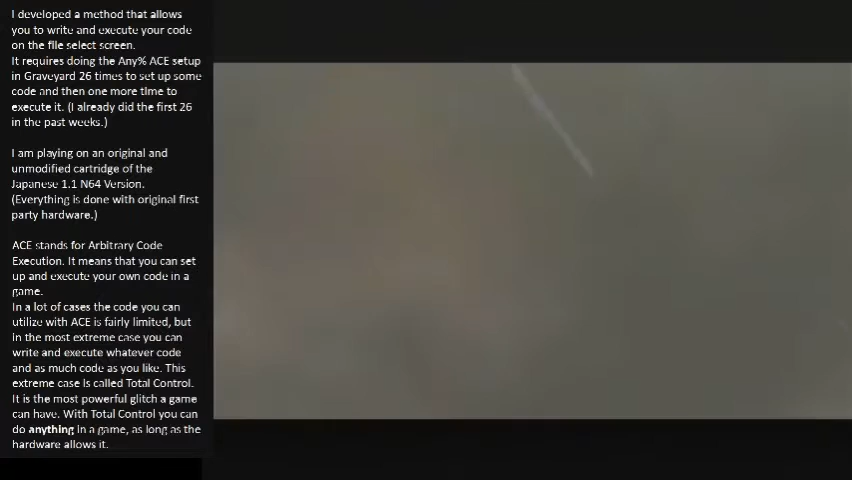 I developed a method that allows
you to write and execute your code
on the file select screen.
It requires doing the Any% ACE setup
in Graveyard 26 times to set up some
code and then one more time to
execute it. (I already did the first 26
in the past weeks.)
I am playing on an original and
unmodified cartridge of the
Japanese 1.1 N64 Version.
(Everything is done with original first
party hardware.)
ACE stands for Arbitrary Code
Execution. It means that you can set
up and execute your own code in a
game.
In a lot of cases the code you can
utilize with ACE is fairly limited, but
in the most extreme case you can
write and execute whatever code
and as much code as you like. This
extreme case is called Total Control.
It is the most powerful glitch a game
can have. With Total Control you can
do anything in a game, as long as the
hardware allows it.